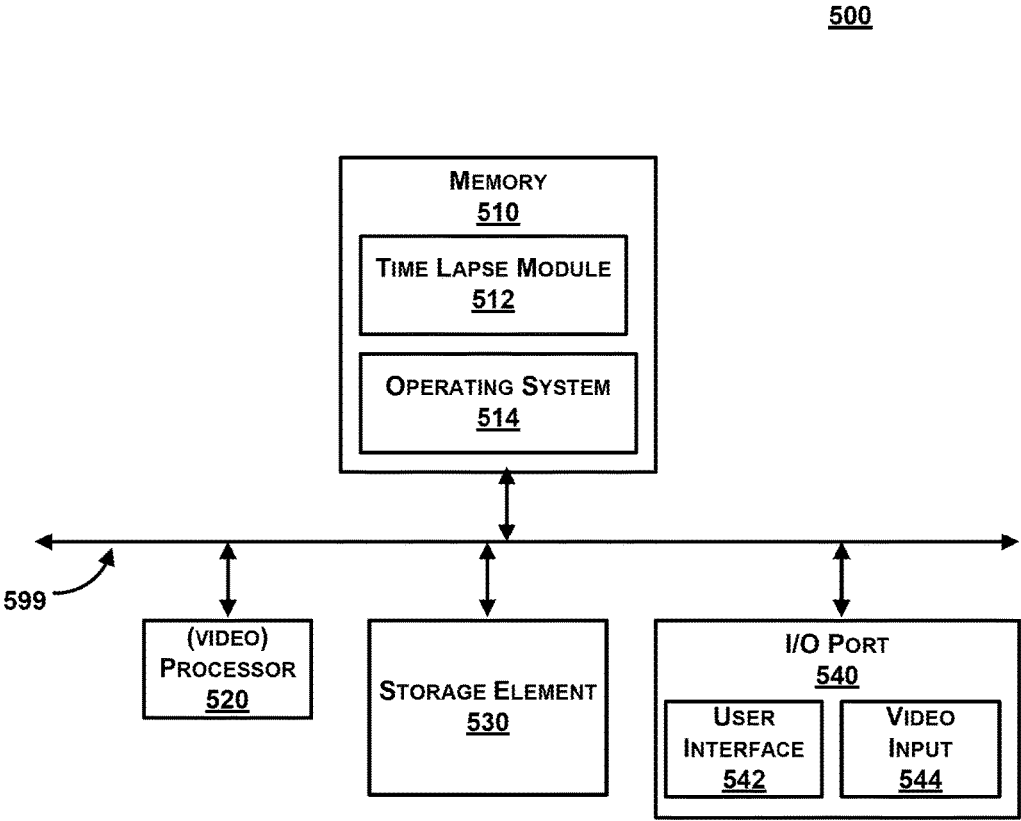 500
MEMORY
510
TIME LAPSE MODULE
512
OPERATING SYSTEM
514
599
(VIDEO)
PROCESSOR
520
STORAGE ELEMENT
530
I/O PORT
540
USER
INTERFACE
542
VIDEO
INPUT
544